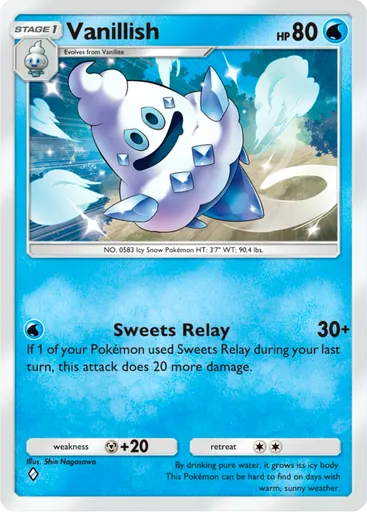 STAGE 1
Vanillish
HP 80
Evolves from Vanillite
NO. 0583 Icy Snow Pokémon HT: 3'7" WT: 90.4 lbs.
Sweets Relay 30+
If 1 of your Pokémon used Sweets Relay during your last
turn, this attack does 20 more damage.
weakness +20 retreat
Illus. Shin Nagasawa
By drinking pure water, it grows its icy body.
This Pokémon can be hard to find on days with
warm, sunny weather.